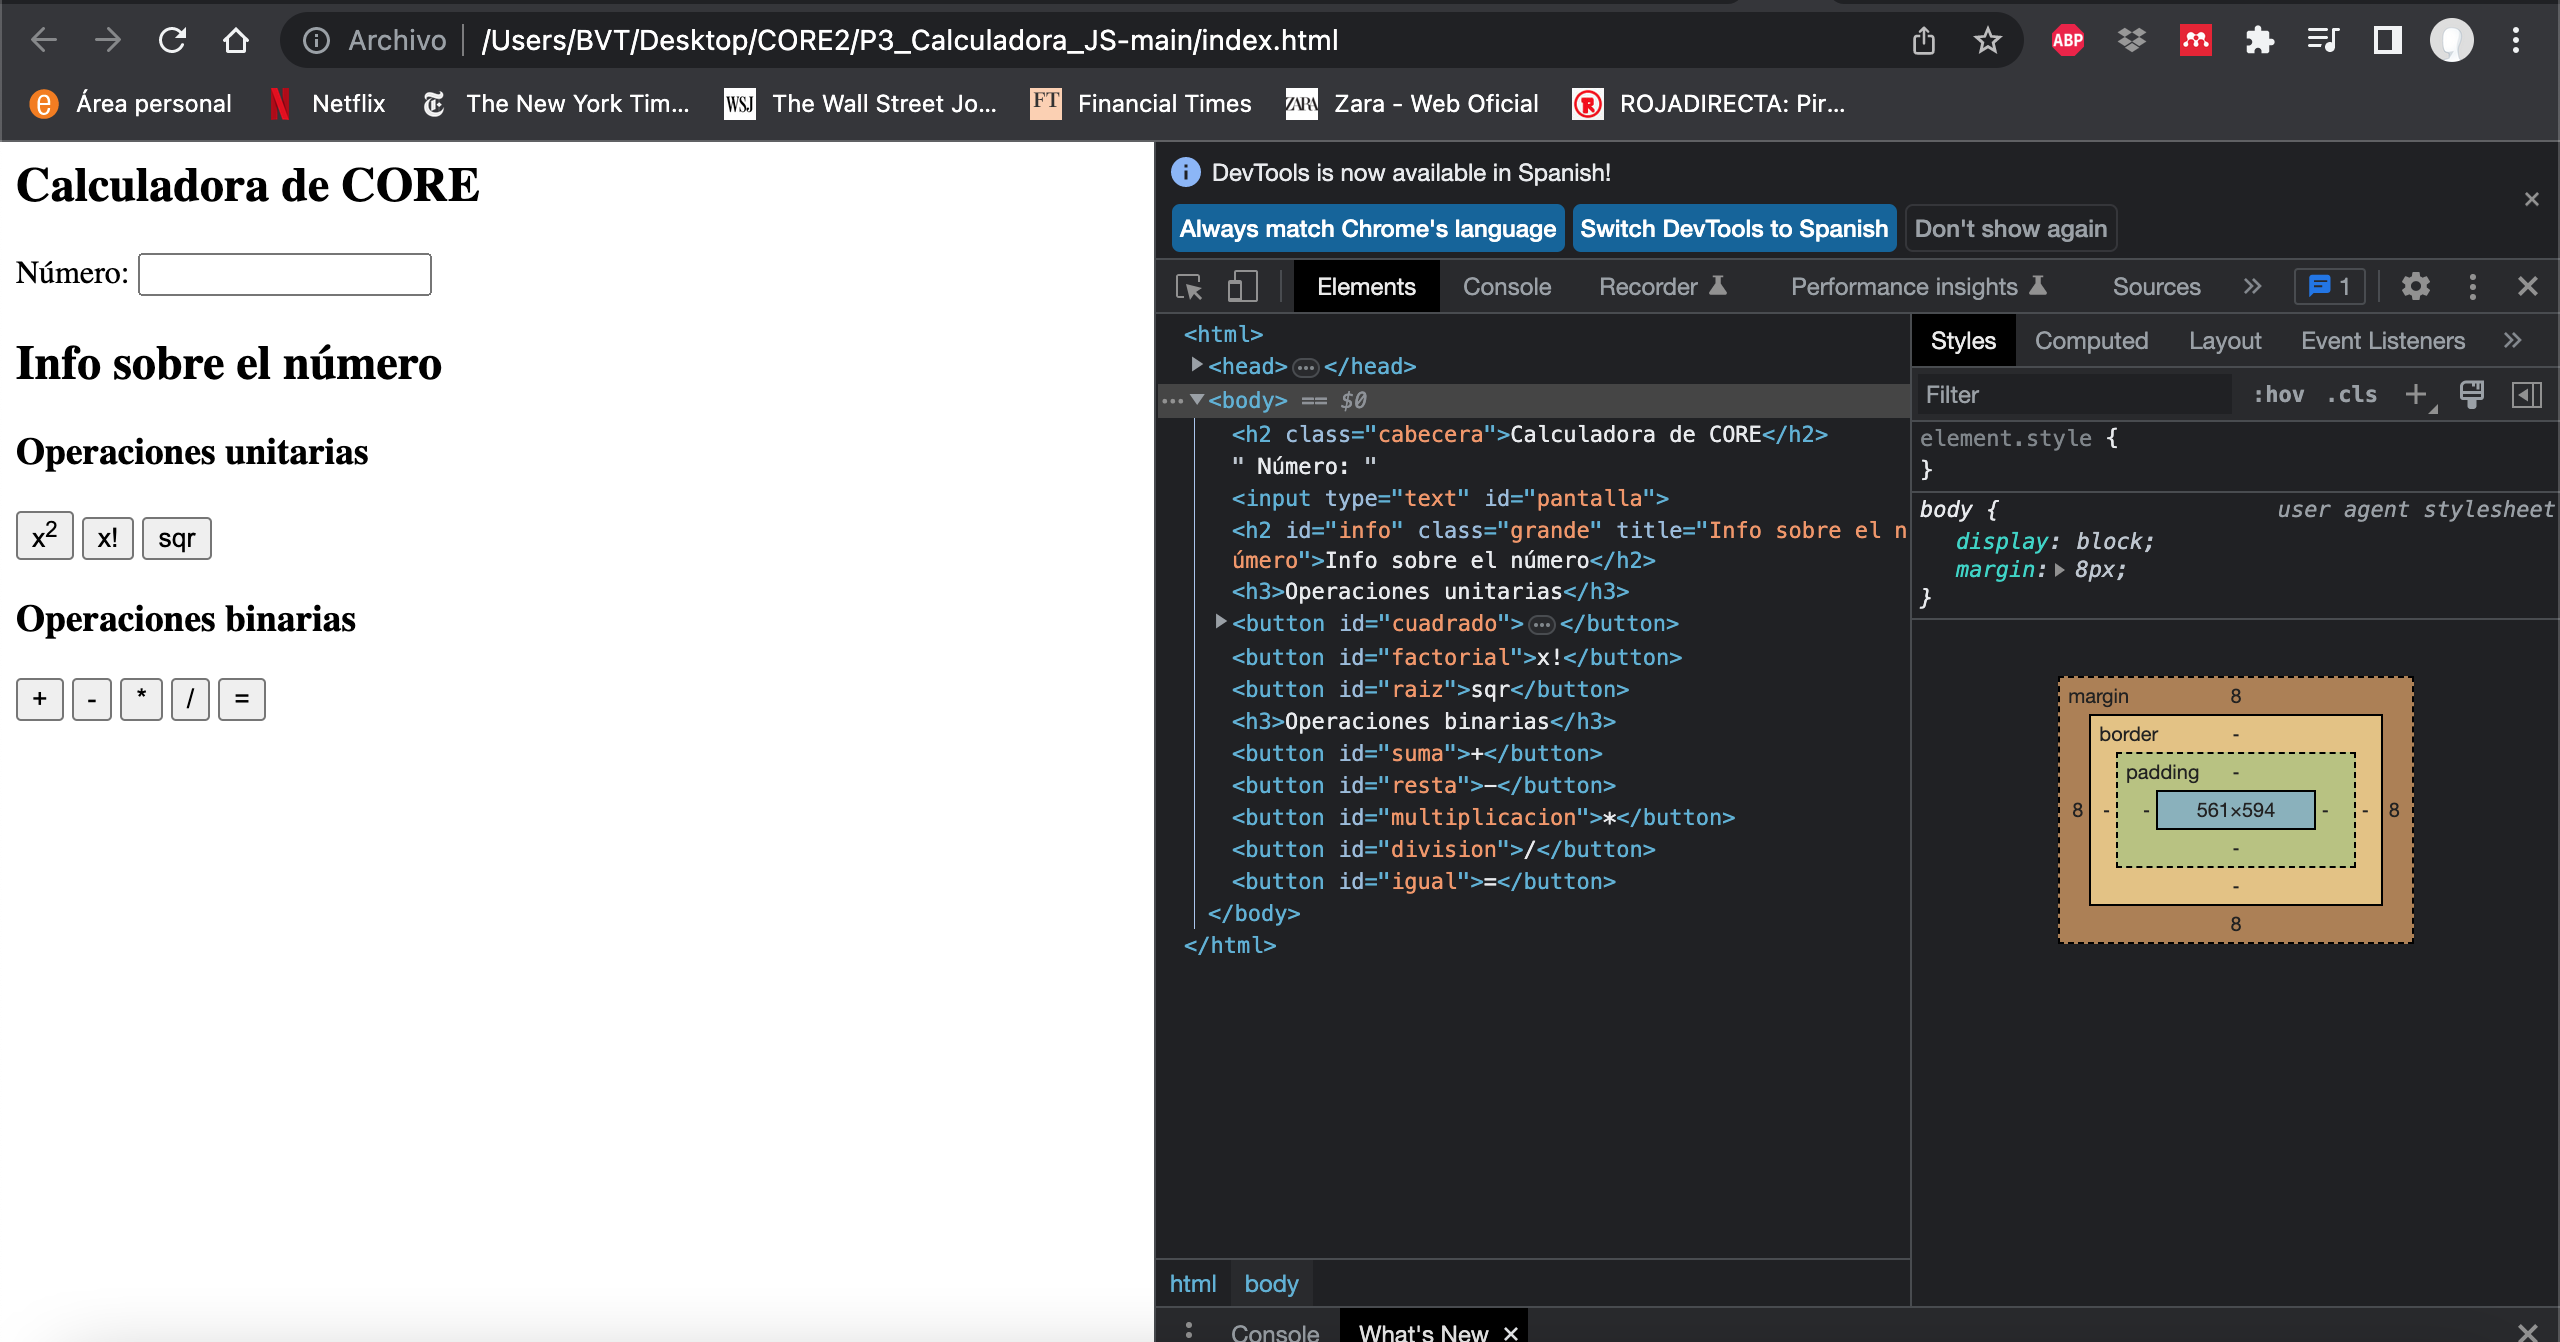 Archivo /Users/BVT/Desktop/CORE2/P3_Calculadora_JS-main/index.html ABP
e Área personal Netflix The New York Tim... WSJ The Wall Street Jo... FT Financial Times ZARA Zara - Web Oficial R ROJADIRECTA: Pir...
Calculadora de CORE
Número:
Info sobre el número
Operaciones unitarias
x2 x! sqr
Operaciones binarias
+ - * / =
DevTools is now available in Spanish!
Always match Chrome's language Switch DevTools to Spanish Don't show again
Elements Console Recorder Performance insights Sources » 1
<html>
<head>…</head>
… <body> == $0
<h2 class="cabecera">Calculadora de CORE</h2>
" Número: "
<input type="text" id="pantalla">
<h2 id="info" class="grande" title="Info sobre el n
úmero">Info sobre el número</h2>
<h3>Operaciones unitarias</h3>
<button id="cuadrado">…</button>
<button id="factorial">x!</button>
<button id="raiz">sqr</button>
<h3>Operaciones binarias</h3>
<button id="suma">+</button>
<button id="resta">-</button>
<button id="multiplicacion">*</button>
<button id="division">/</button>
<button id="igual">=</button>
</body>
</html>
html body
Styles Computed Layout Event Listeners »
Filter :hov .cls +
element.style {
}
body { user agent stylesheet
display: block;
margin: 8px;
}
margin 8
border -
padding -
8 - - 561×594 - - 8
-
-
8
Console What's New